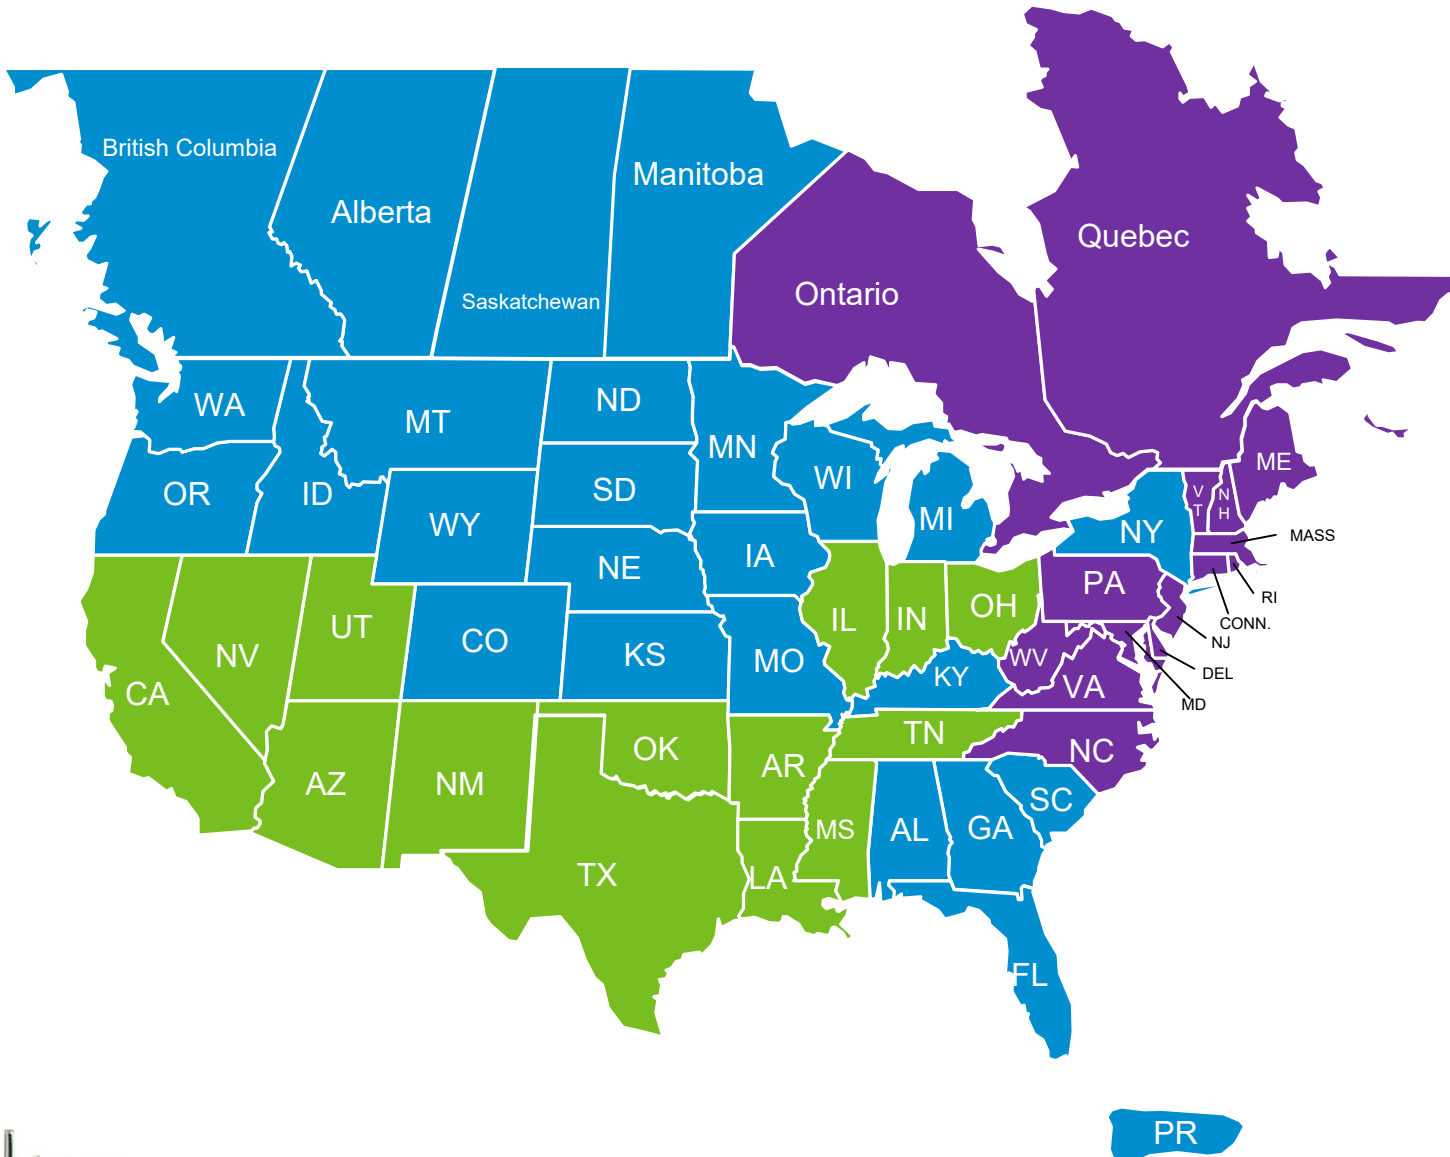 British Columbia
Alberta
Saskatchewan
Manitoba
Ontario
Quebec
WA
MT
ND
MN
OR
ID
WY
SD
WI
MI
NY
V
T
N
H
ME
MASS
RI
CONN.
NJ
DEL
MD
NE
IA
PA
NV
UT
CO
KS
MO
IL
IN
OH
KY
WV
VA
CA
AZ
NM
OK
AR
TN
NC
TX
LA
MS
AL
GA
SC
FL
PR